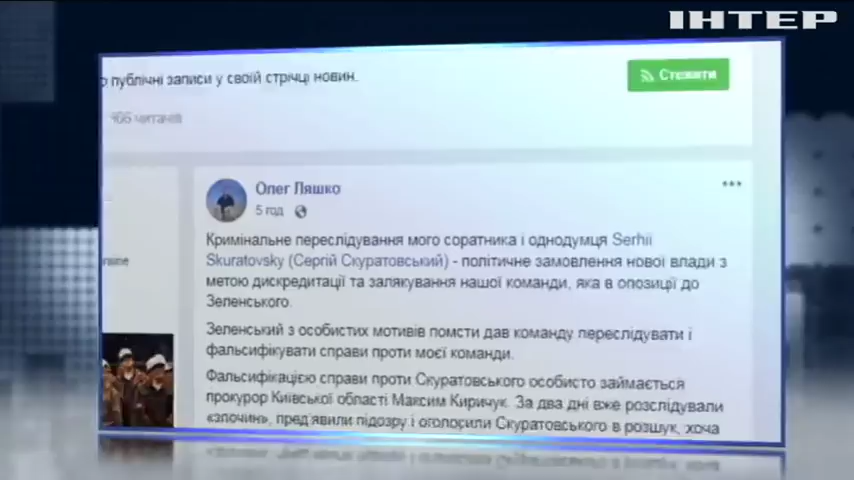 ІНТЕР
о публічні записи у своїй стрічці новин.
Стежити
966 читачів
Олег Ляшко
5 год
Кримінальне переслідування мого соратника і однодумця Serhii
Skuratovsky (Сергій Скуратовський) - політичне замовлення нової влади з
метою дискредитації та залякування нашої команди, яка в опозиції до
Зеленського.
Зеленський з особистих мотивів помсти дав команду переслідувати і
фальсифікувати справи проти моєї команди.
Фальсифікацією справи проти Скуратовського особисто займається
прокурор Київської області Максим Киричук. За два дні вже розслідували
«злочин», пред'явили підозру і оголосили Скуратовського в розшук, хоча